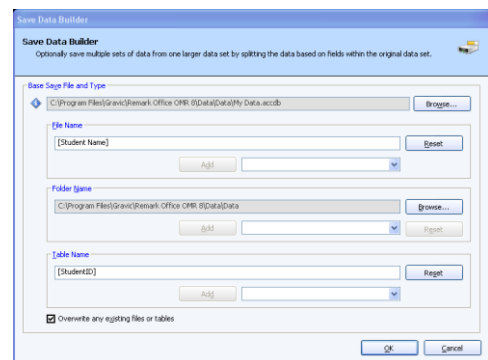 Save Data Builder
Save Data Builder
Optionally save multiple sets of data from one larger data set by splitting the data based on fields within the original data set.
Base Save File and Type
C:\Program Files\Gravic\Remark Office OMR 8\Data\Data\My Data.accdb
Browse...
File Name
[Student Name]
Reset
Add
Folder Name
C:\Program Files\Gravic\Remark Office OMR 8\Data\Data
Browse...
Add
Reset
Table Name
[StudentID]
Reset
Add
Overwrite any existing files or tables
OK
Cancel